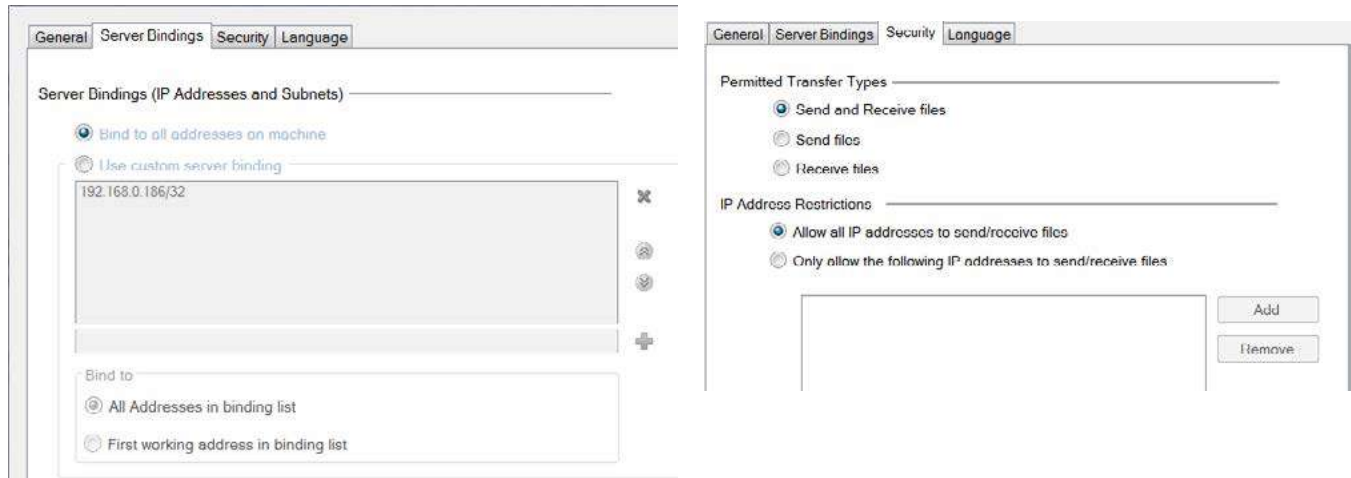 General Server Bindings Security Language
Server Bindings (IP Addresses and Subnets)
Bind to all addresses on machine
Use custom server binding
192.168.0.186/32
Bind to
All Addresses in binding list
First working address in binding list
General Server Bindings Security Language
Permitted Transfer Types
Send and Receive files
Send files
Receive files
IP Address Restrictions
Allow all IP addresses to send/receive files
Only allow the following IP addresses to send/receive files
Add
Remove